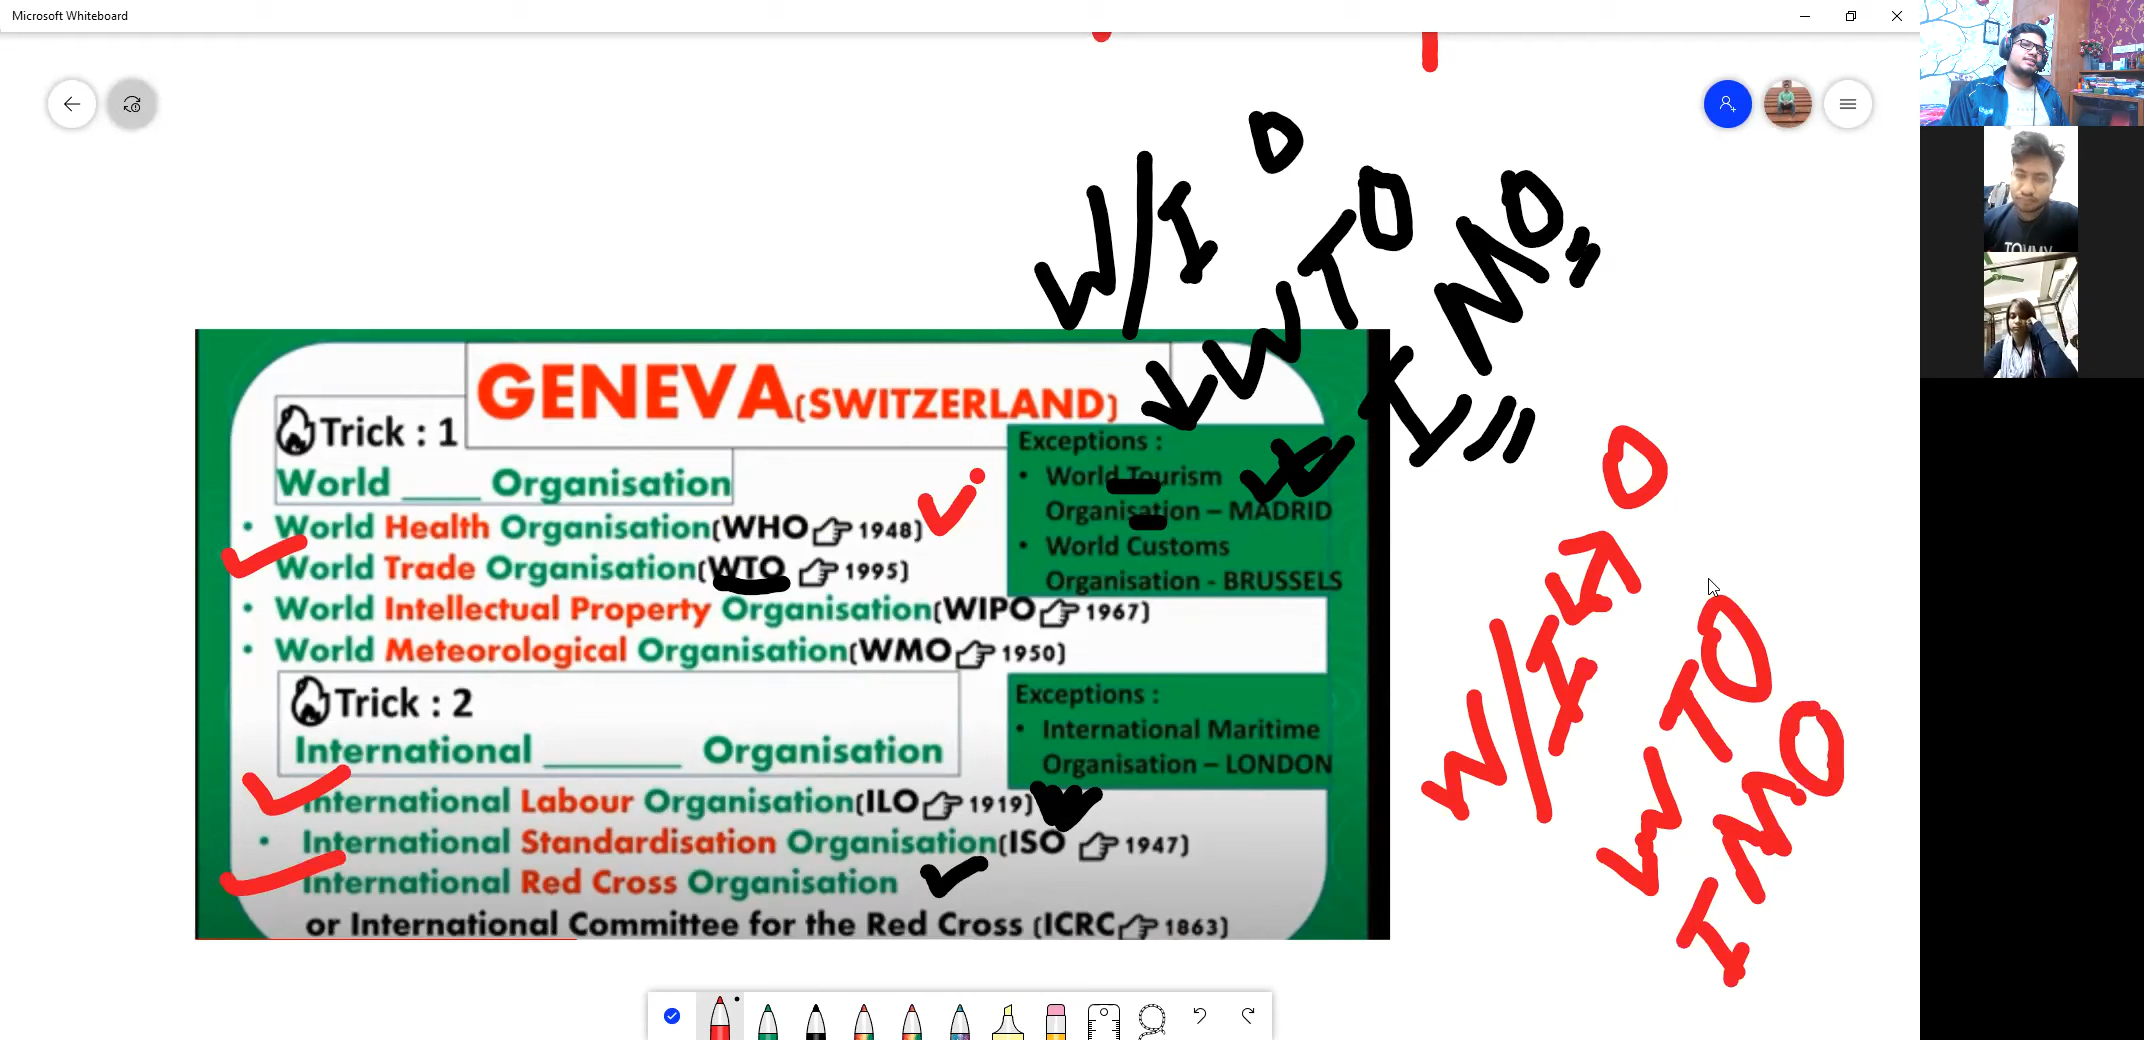 Microsoft Whiteboard
W/I O
WTO
IMO
GENEVA(SWITZERLAND)
Trick : 1
World ____ Organisation
• World Health Organisation(WHO 1948)
World Trade Organisation(WTO 1995)
• World Intellectual Property Organisation(WIPO 1967)
• World Meteorological Organisation(WMO 1950)
Exceptions :
• World Tourism
Organisation – MADRID
• World Customs
Organisation - BRUSSELS
Trick : 2
International ______ Organisation
International Labour Organisation(ILO 1919)
• International Standardisation Organisation(ISO 1947)
International Red Cross Organisation
or International Committee for the Red Cross (ICRC 1863)
Exceptions :
• International Maritime
Organisation – LONDON
W/I O
WTO
IMO